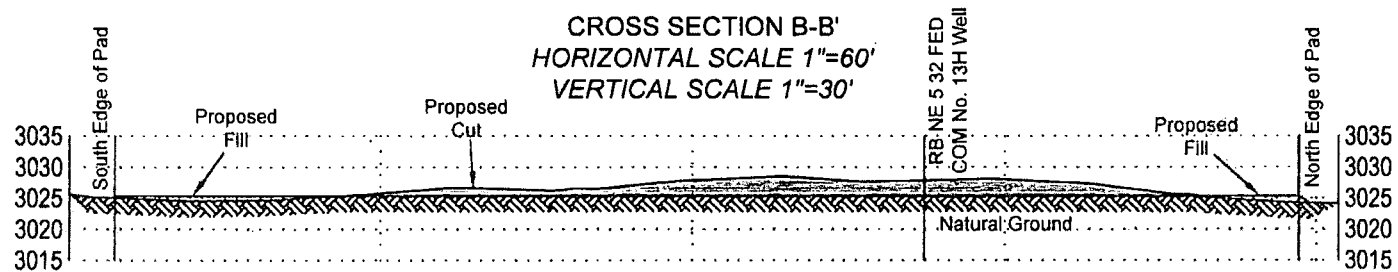 CROSS SECTION B-B'
HORIZONTAL SCALE 1"=60'
VERTICAL SCALE 1"=30'
South Edge of Pad
Proposed
Fill
Proposed
Cut
RB NE 5 32 FED
COM No. 13H Well
Proposed
Fill
North Edge of Pad
3035
3030
3025
3020
3015
Natural Ground
3035
3030
3025
3020
3015